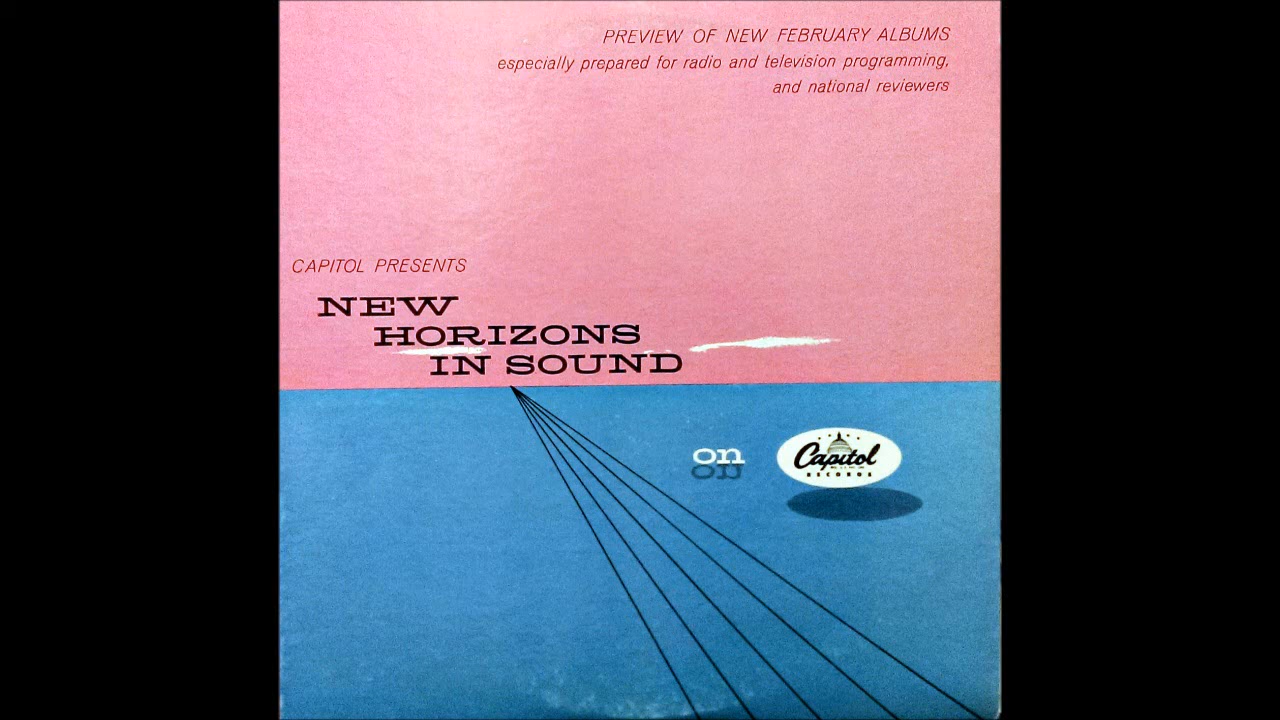 PREVIEW OF NEW FEBRUARY ALBUMS
especially prepared for radio and television programming,
and national reviewers
CAPITOL PRESENTS
NEW
HORIZONS
IN SOUND
on
Capitol
RECORDS